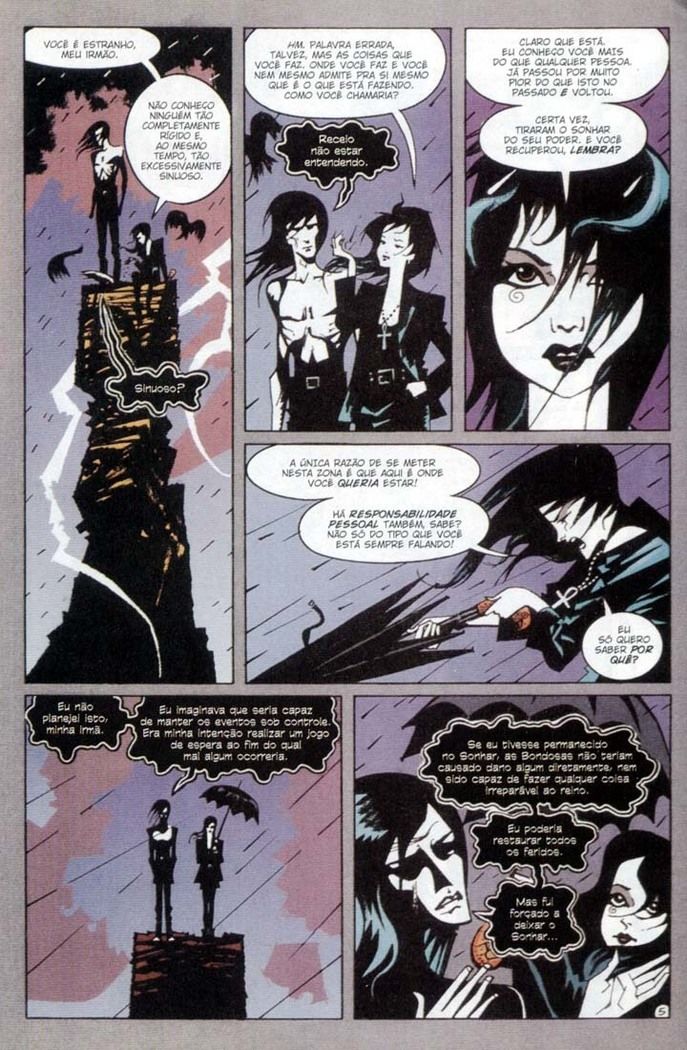 VOCÊ É ESTRANHO,
MEU IRMÃO.
NÃO CONHEÇO
NINGUÉM TÃO
COMPLETAMENTE
RÍGIDO E,
AO MESMO
TEMPO, TÃO
EXCESSIVAMENTE
SINUOSO.
Sinuoso?
HM. PALAVRA ERRADA,
TALVEZ, MAS AS COISAS QUE
VOCÊ FAZ. ONDE VOCÊ FAZ E VOCÊ
NEM MESMO ADMITE PRA SI MESMO
QUE É O QUE ESTÁ FAZENDO.
COMO VOCÊ CHAMARIA?
Receio
não estar
entendendo.
CLARO QUE ESTÁ.
EU CONHEÇO VOCÊ MAIS
DO QUE QUALQUER PESSOA.
JÁ PASSOU POR MUITO
PIOR DO QUE ISTO NO
PASSADO E VOLTOU.
CERTA VEZ,
TIRARAM O SONHAR
DO SEU PODER. E VOCÊ
RECUPEROU, LEMBRA?
A ÚNICA RAZÃO DE SE METER
NESTA ZONA É QUE AQUI É ONDE
VOCÊ QUERIA ESTAR!
HÁ RESPONSABILIDADE
PESSOAL TAMBÉM, SABE?
NÃO SÓ DO TIPO QUE VOCÊ
ESTÁ SEMPRE FALANDO!
EU
SÓ QUERO
SABER POR
QUÊ?
Eu não
planejei isto,
minha irmã.
Eu imaginava que seria capaz
de manter os eventos sob controle.
Era minha intenção realizar um jogo
de espera ao fim do qual
mal algum ocorreria.
Se eu tivesse permanecido
no Sonhar, as Bondosas não teriam
causado dano algum diretamente, nem
sido capaz de fazer qualquer coisa
irreparável ao reino.
Eu poderia
restaurar todos
os feridos.
Mas fui
forçado a
deixar o
Sonhar...
5